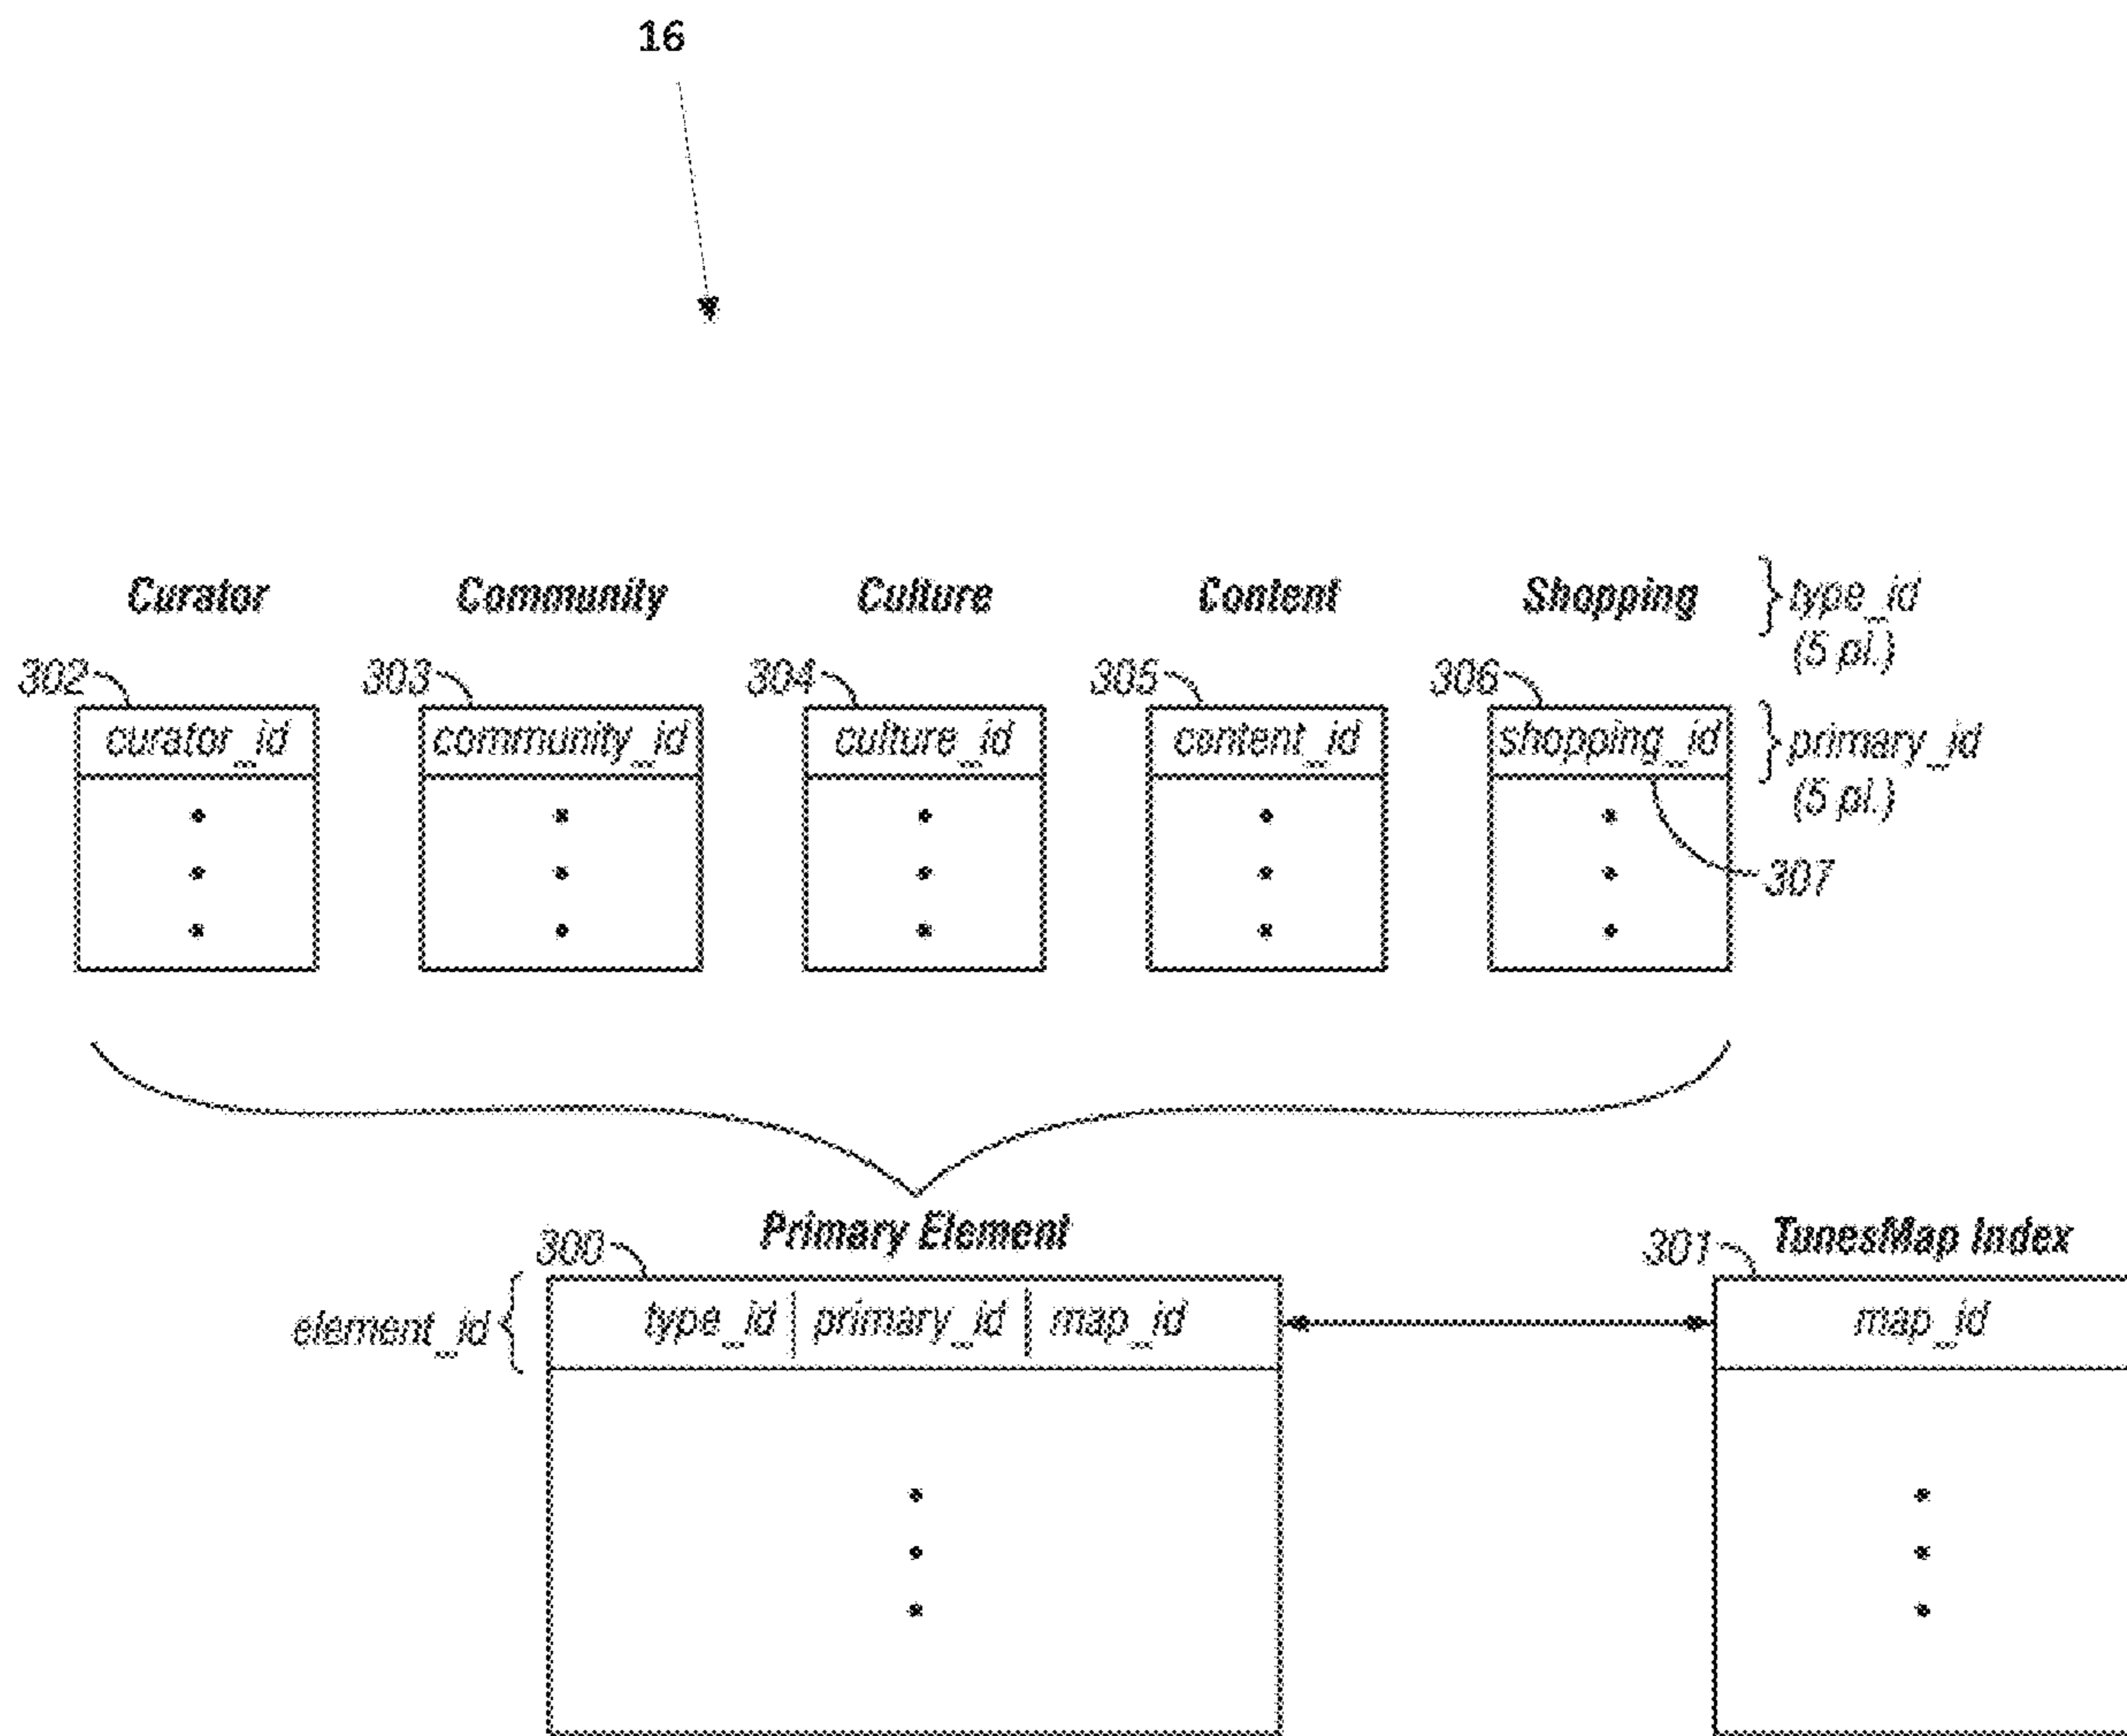 16
Curator Community Culture Content Shopping type_id
(5 pl.)
302 303 304 305 306
curator_id community_id culture_id content_id shopping_id primary_id
(5 pl.)
307
Primary Element
300
301 TunesMap Index
element_id type_id primary_id map_id map_id